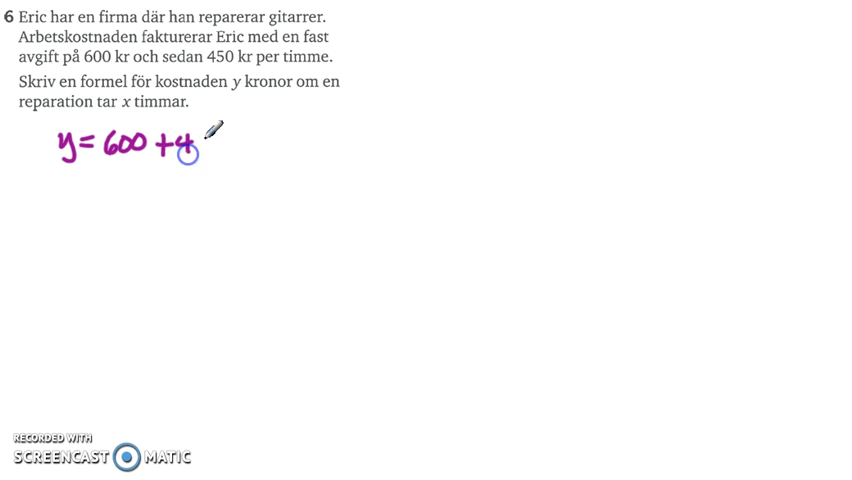 6 Eric har en firma där han reparerar gitarrer.
Arbetskostnaden fakturerar Eric med en fast
avgift på 600 kr och sedan 450 kr per timme.
Skriv en formel för kostnaden y kronor om en
reparation tar x timmar.
y = 600 + 4
RECORDED WITH
SCREENCAST MATIC